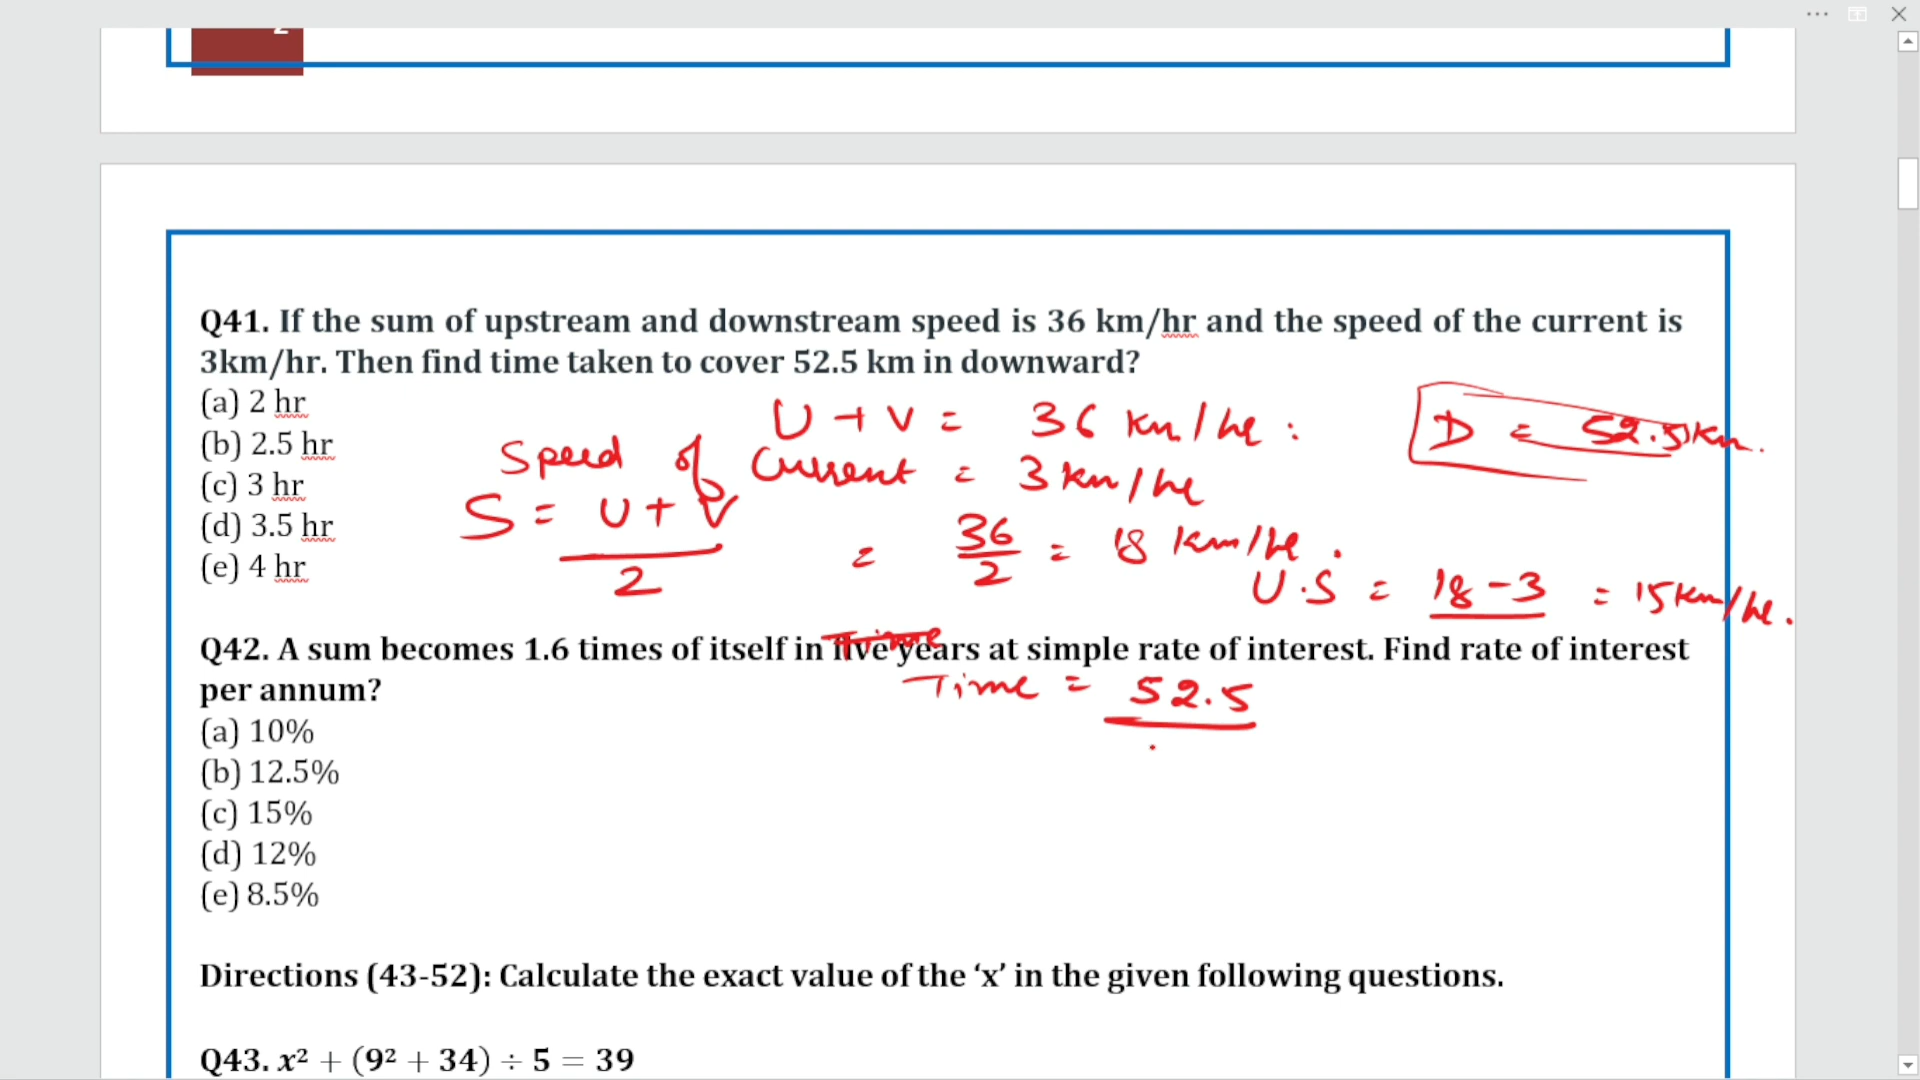 Q41. If the sum of upstream and downstream speed is 36 km/hr and the speed of the current is
3km/hr. Then find time taken to cover 52.5 km in downward?
(a) 2 hr
(b) 2.5 hr
(c) 3 hr
(d) 3.5 hr
(e) 4 hr
U + V = 36 km/hr.
D = 52.5km.
Speed of Current = 3 km/hr
S = U + V / 2 = 36/2 = 18 km/hr.
U.S = 18-3 = 15km/hr.
Q42. A sum becomes 1.6 times of itself in five years at simple rate of interest. Find rate of interest
per annum?
Time = 52.5
(a) 10%
(b) 12.5%
(c) 15%
(d) 12%
(e) 8.5%
Directions (43-52): Calculate the exact value of the ‘x’ in the given following questions.
Q43. x² + (9² + 34) ÷ 5 = 39